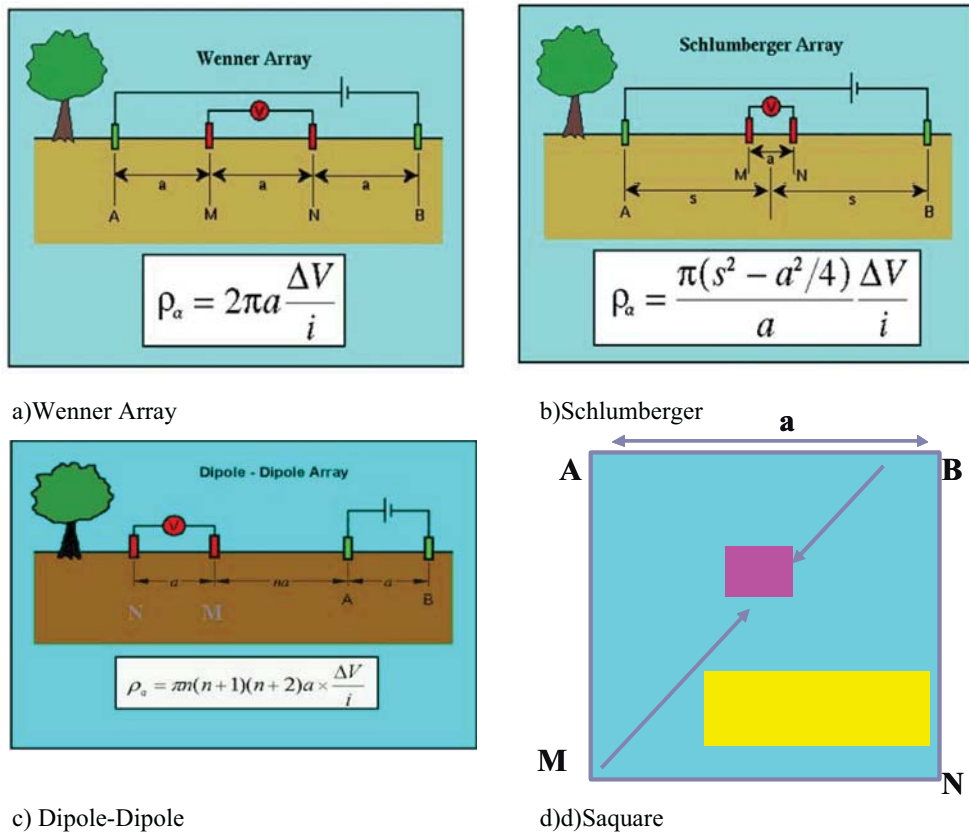 Wenner Array
V
a a a
A M N B
ρₐ = 2πa ΔV/i
a)Wenner Array
Schlumberger Array
V
a
M N
s s
A B
ρₐ = π(s² − a²/4)/a ΔV/i
b)Schlumberger
Dipole - Dipole Array
V
a na a
N M A B
ρₐ = πn(n+1)(n+2)a × ΔV/i
c) Dipole-Dipole
a
A B
M N
d)d)Saquare